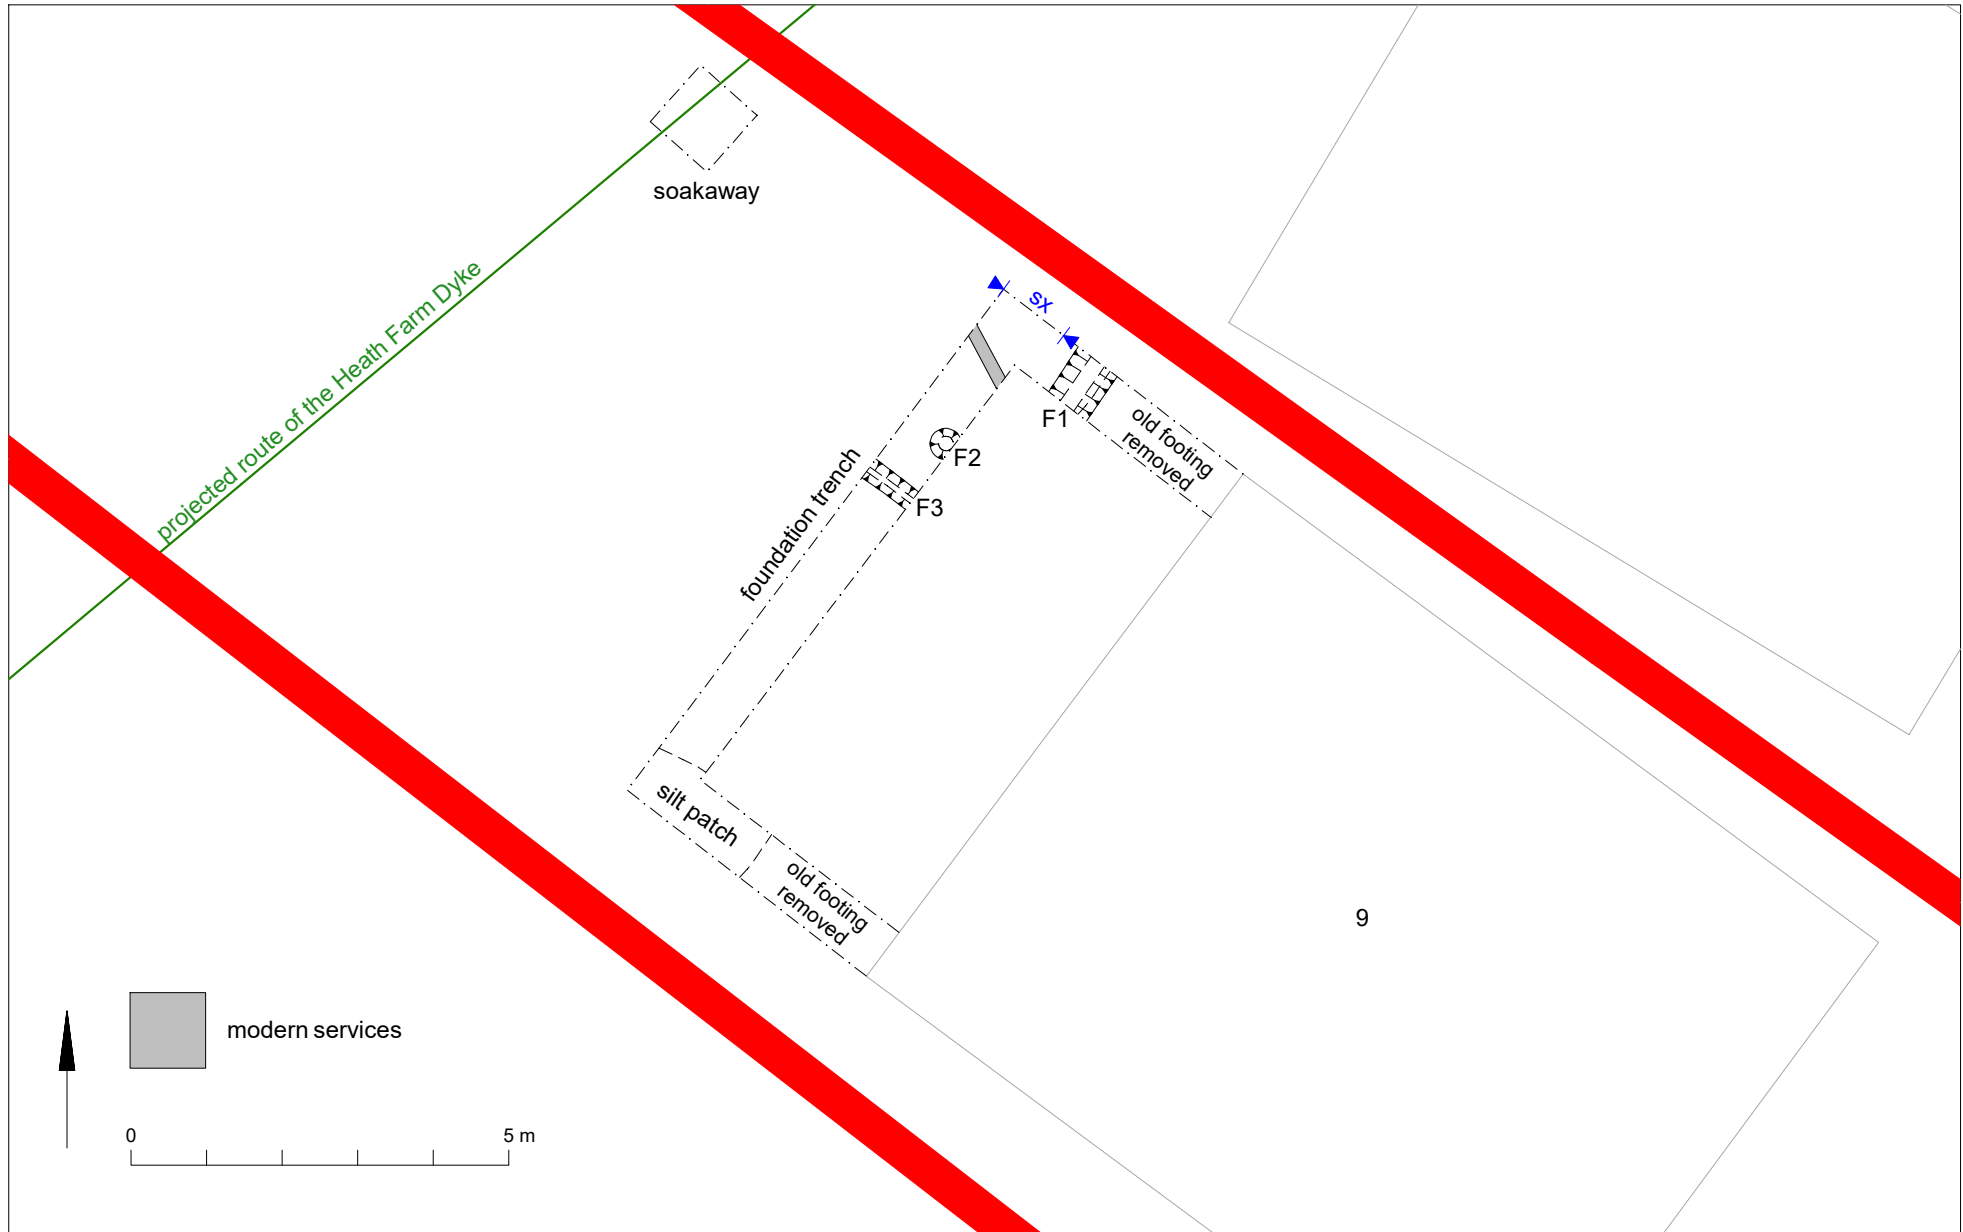 soakaway
projected route of the Heath Farm Dyke
sx
F1
old footing
removed
F2
foundation trench
F3
silt patch
old footing
removed
9
modern services
0
5 m